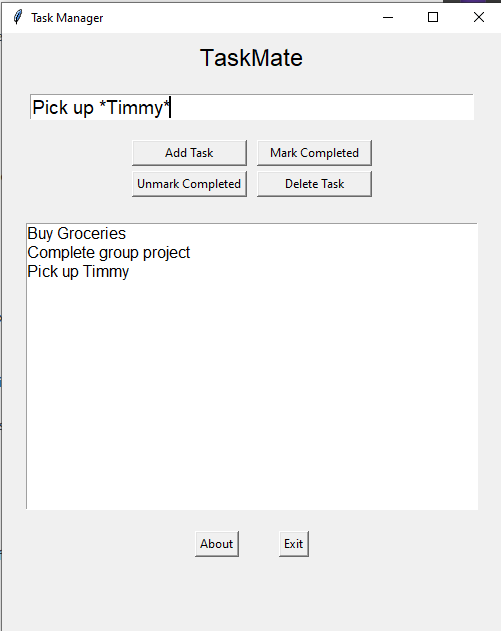 Task Manager
TaskMate
Pick up *Timmy*
Add Task
Mark Completed
Unmark Completed
Delete Task
Buy Groceries
Complete group project
Pick up Timmy
About
Exit